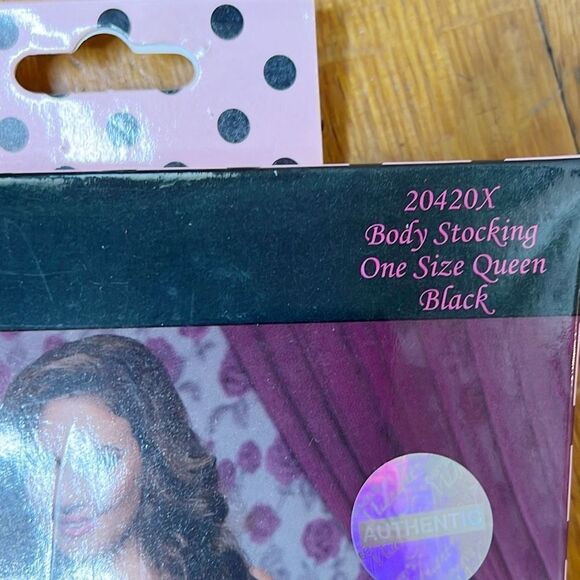 20420X
Body Stocking
One Size Queen
Black
AUTHENTIC